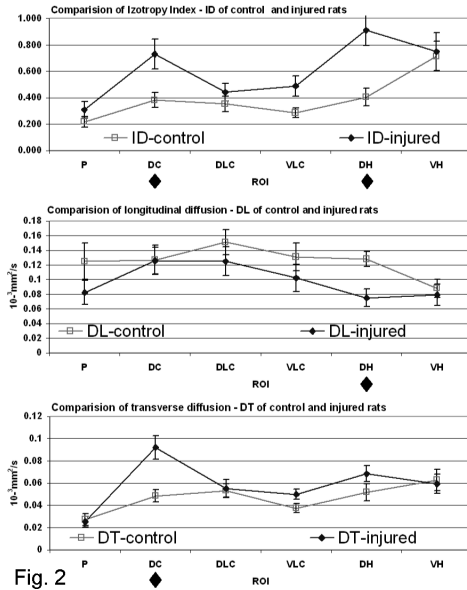 Comparision of Izotropy Index - ID of control and injured rats
1.000
0.800
0.600
0.400
0.200
0.000
P DC DLC VLC DH VH
ROI
ID-control ID-injured
Comparision of longitudinal diffusion - DL of control and injured rats
10-³mm²/s
0.18
0.16
0.14
0.12
0.1
0.08
0.06
0.04
0.02
0
DL-control DL-injured
P DC DLC VLC DH VH
ROI
Comparision of transverse diffusion - DT of control and injured rats
10-³mm²/s
0.12
0.1
0.08
0.06
0.04
0.02
0
P DC DLC VLC DH VH
DT-control DT-injured
ROI
Fig. 2